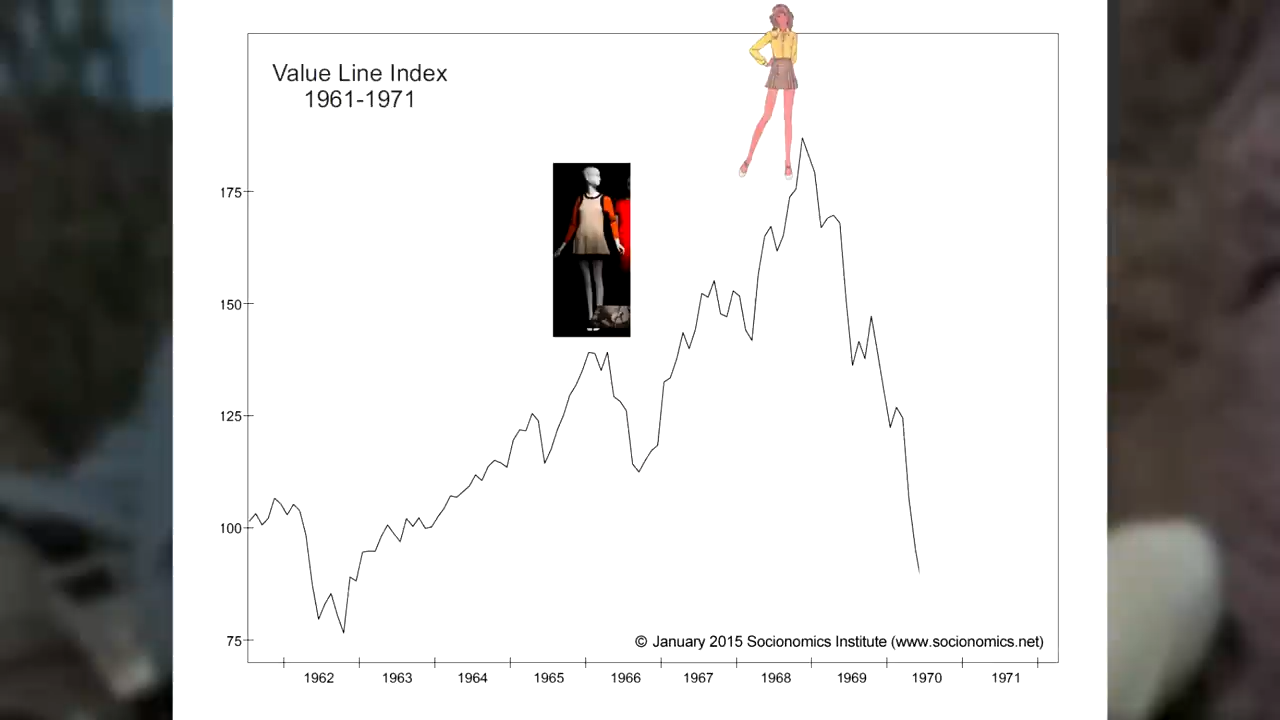 Value Line Index
1961-1971
175
150
125
100
75
© January 2015 Socionomics Institute (www.socionomics.net)
1962 1963 1964 1965 1966 1967 1968 1969 1970 1971